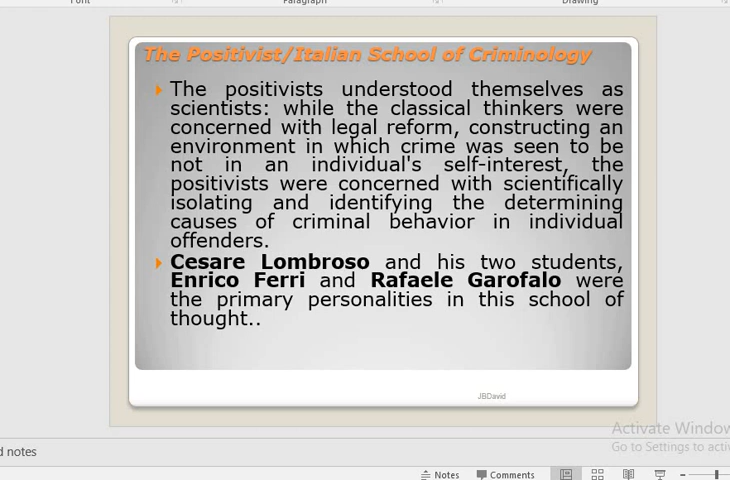 Font Paragraph Drawing
The Positivist/Italian School of Criminology
The positivists understood themselves as
scientists: while the classical thinkers were
concerned with legal reform, constructing an
environment in which crime was seen to be
not in an individual's self-interest, the
positivists were concerned with scientifically
isolating and identifying the determining
causes of criminal behavior in individual
offenders.
Cesare Lombroso and his two students,
Enrico Ferri and Rafaele Garofalo were
the primary personalities in this school of
thought..
JBDavid
Activate Window
Go to Settings to activ
d notes
Notes Comments